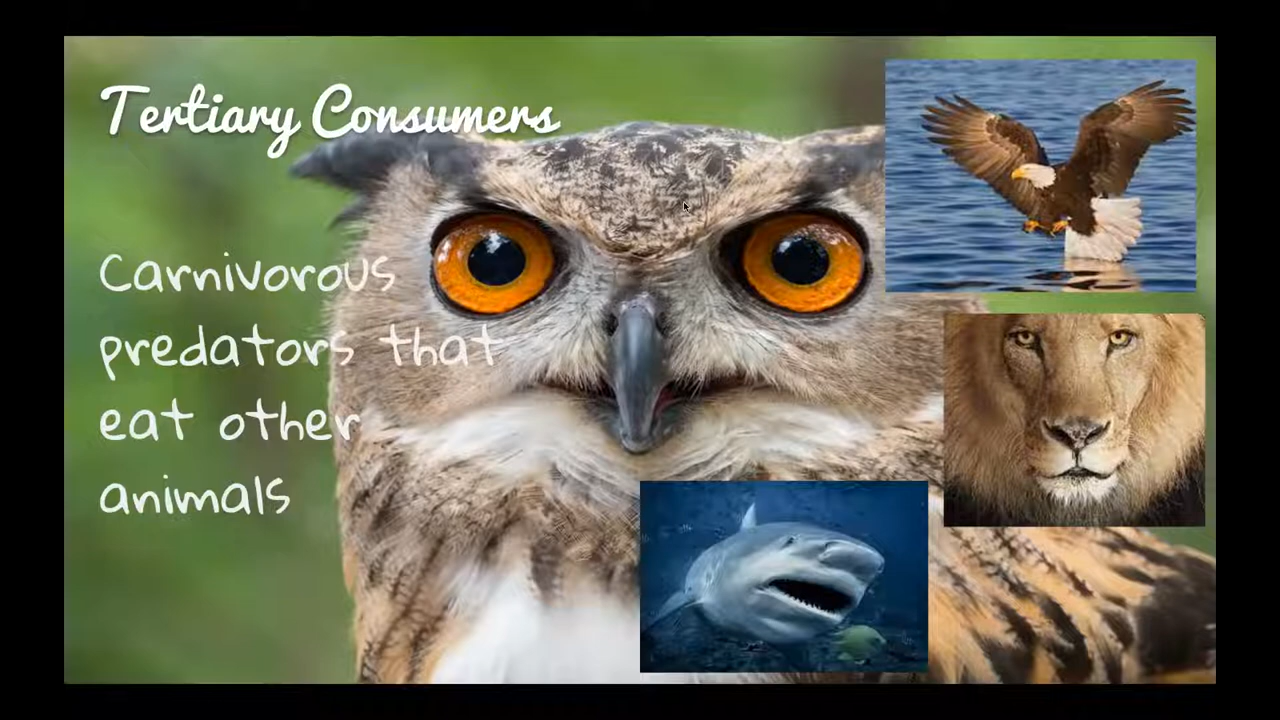 Tertiary Consumers
Carnivorous
predators that
eat other
animals